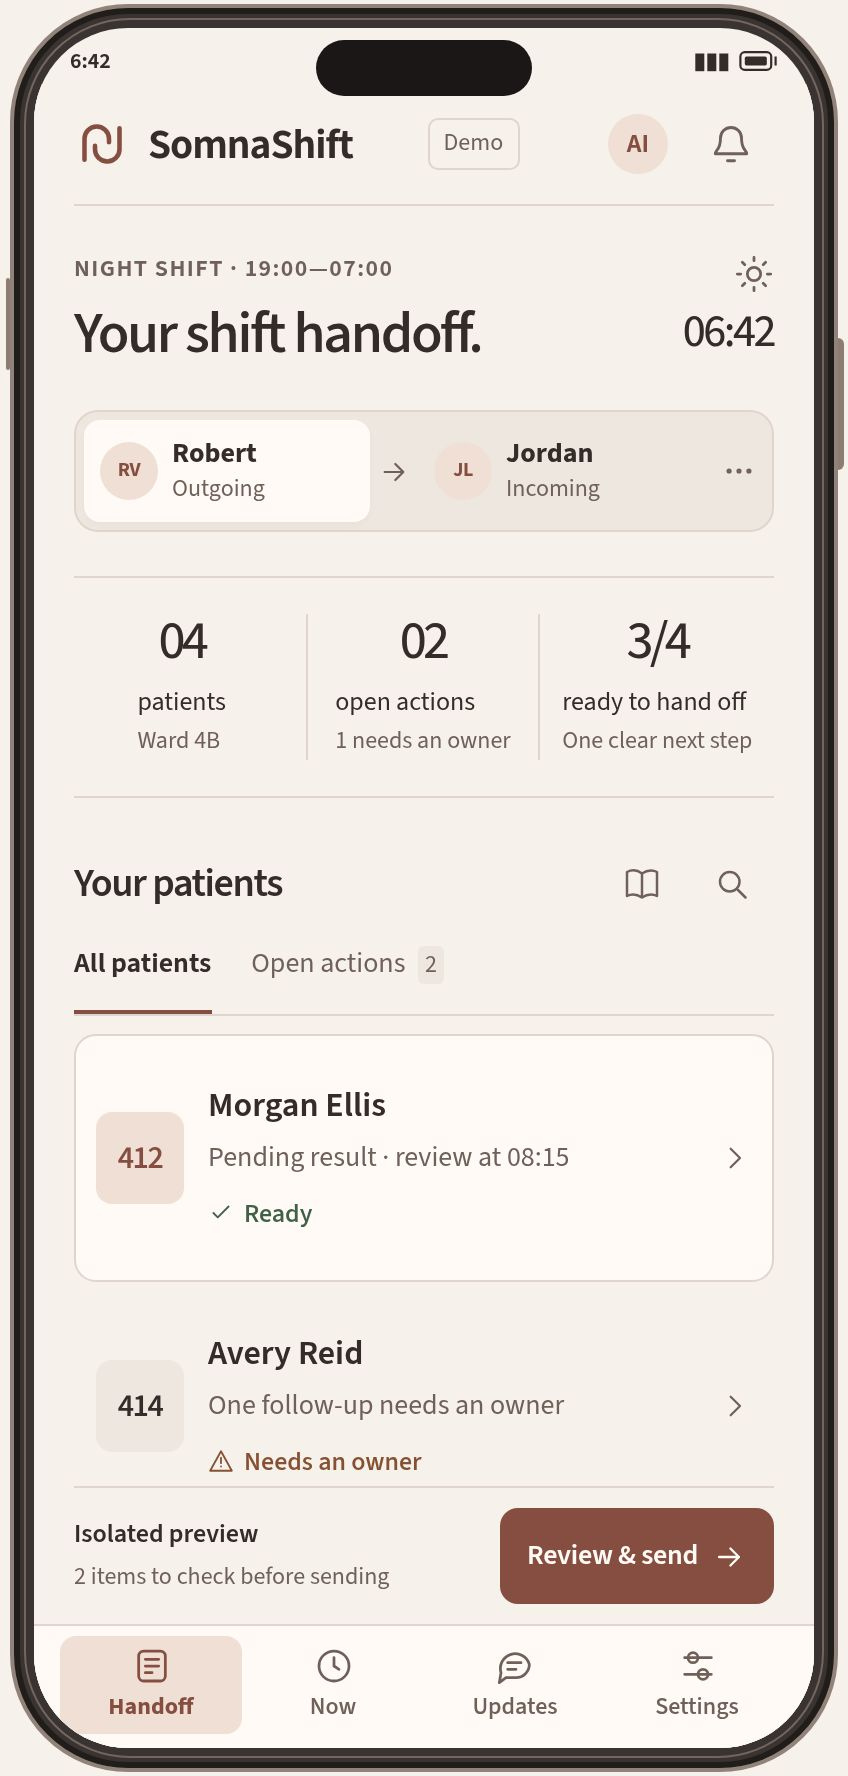 6:42
SomnaShift
Demo
AI
NIGHT SHIFT · 19:00—07:00
Your shift handoff.
06:42
RV
Robert
Outgoing
→
JL
Jordan
Incoming
04
patients
Ward 4B
02
open actions
1 needs an owner
3/4
ready to hand off
One clear next step
Your patients
All patients
Open actions 2
412
Morgan Ellis
Pending result · review at 08:15
Ready
414
Avery Reid
One follow-up needs an owner
Needs an owner
Isolated preview
2 items to check before sending
Review & send →
Handoff
Now
Updates
Settings